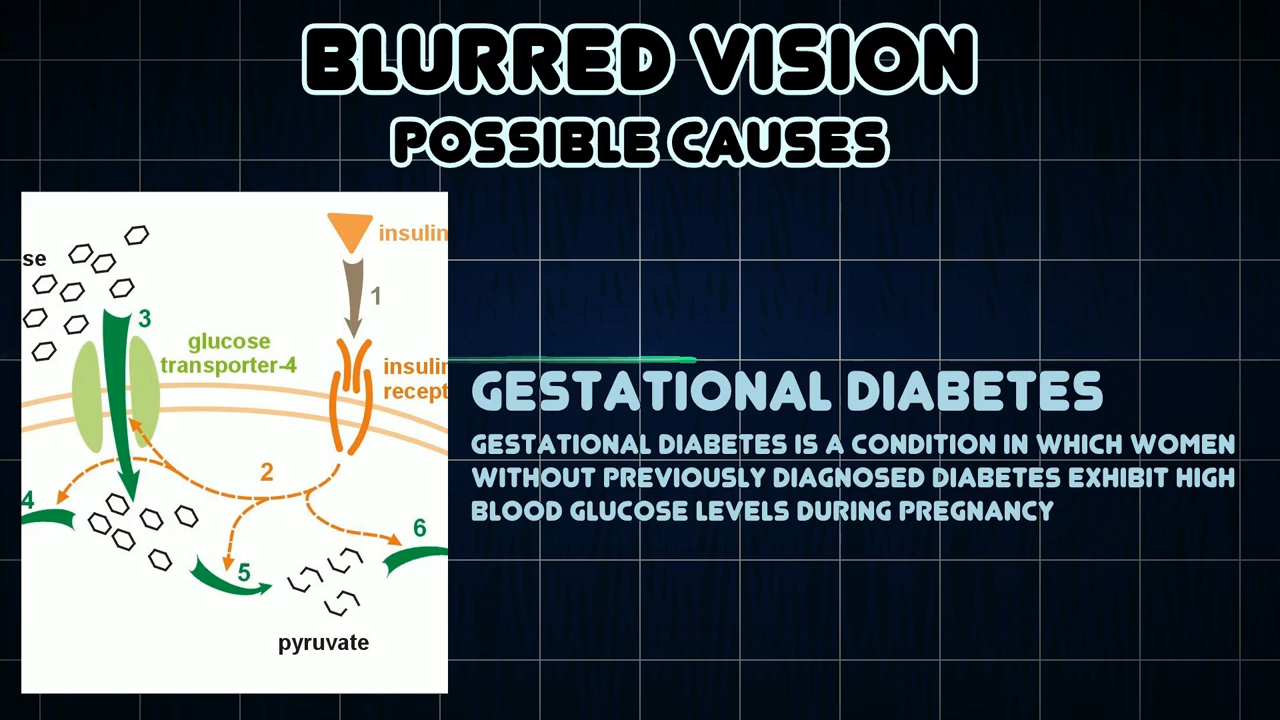 BLURRED VISION
POSSIBLE CAUSES
insulin
se
1
3
glucose
transporter-4
insulin
recept
GESTATIONAL DIABETES
GESTATIONAL DIABETES IS A CONDITION IN WHICH WOMEN
WITHOUT PREVIOUSLY DIAGNOSED DIABETES EXHIBIT HIGH
BLOOD GLUCOSE LEVELS DURING PREGNANCY
2
4
6
5
pyruvate